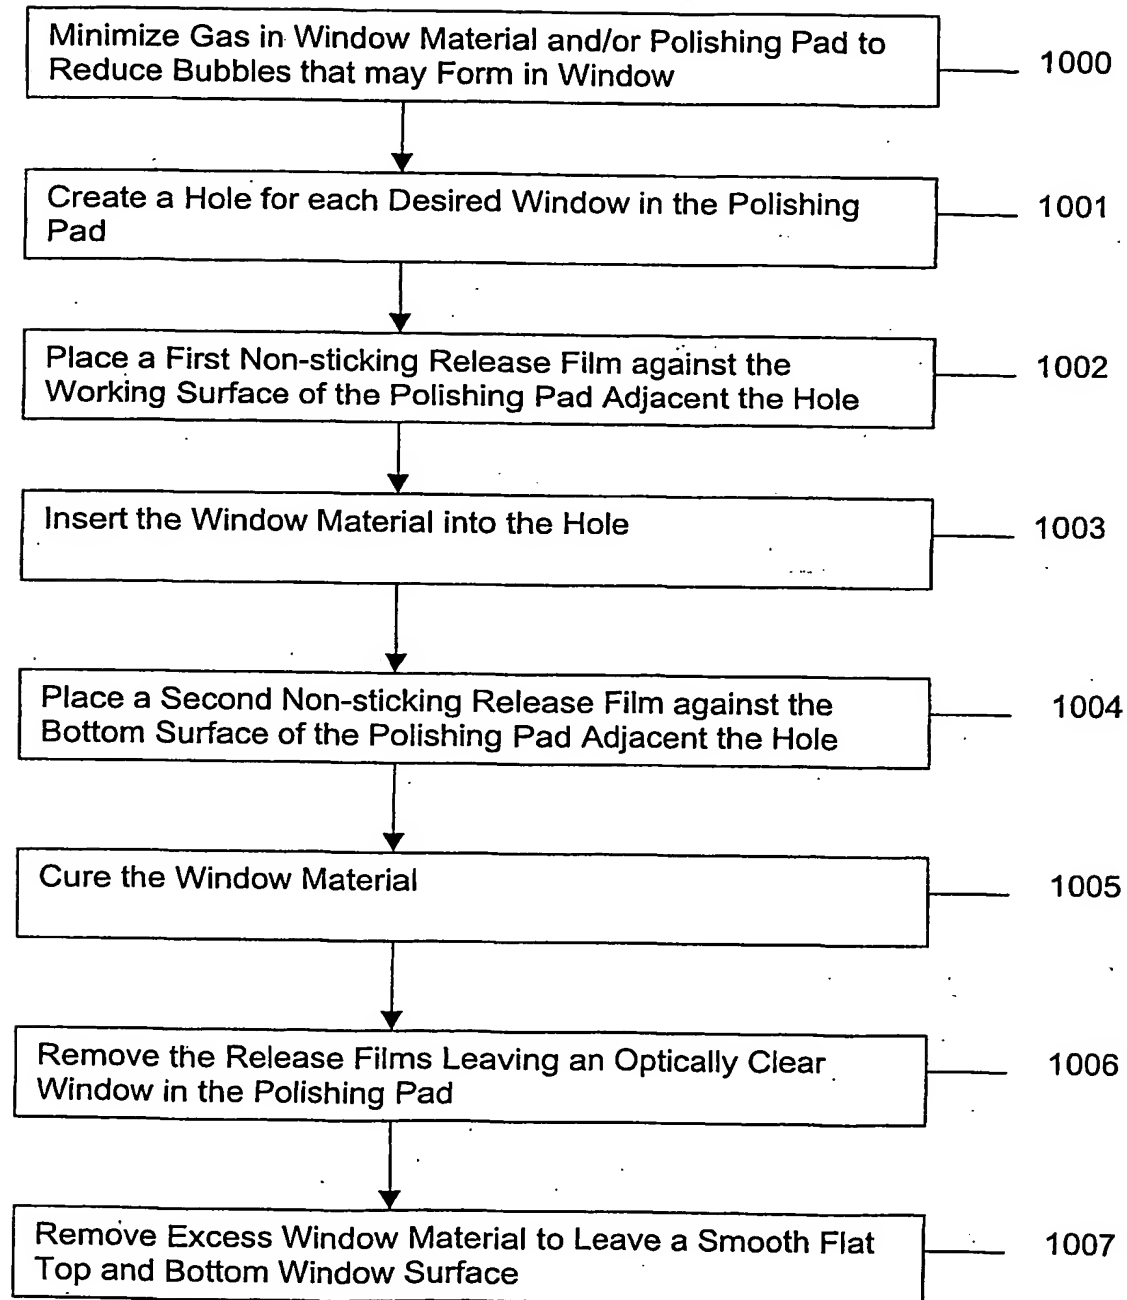 Minimize Gas in Window Material and/or Polishing Pad to
Reduce Bubbles that may Form in Window
1000
Create a Hole for each Desired Window in the Polishing
Pad
1001
Place a First Non-sticking Release Film against the
Working Surface of the Polishing Pad Adjacent the Hole
1002
Insert the Window Material into the Hole
1003
Place a Second Non-sticking Release Film against the
Bottom Surface of the Polishing Pad Adjacent the Hole
1004
Cure the Window Material
1005
Remove the Release Films Leaving an Optically Clear
Window in the Polishing Pad
1006
Remove Excess Window Material to Leave a Smooth Flat
Top and Bottom Window Surface
1007